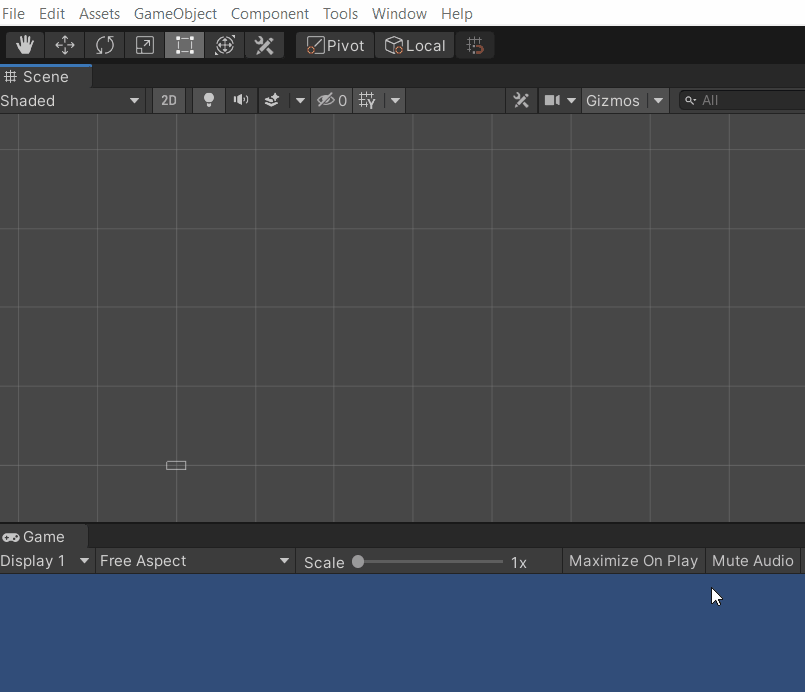 File Edit Assets GameObject Component Tools Window Help
Pivot Local
Scene
Shaded 2D 0 Gizmos All
Game
Display 1 Free Aspect Scale 1x Maximize On Play Mute Audio